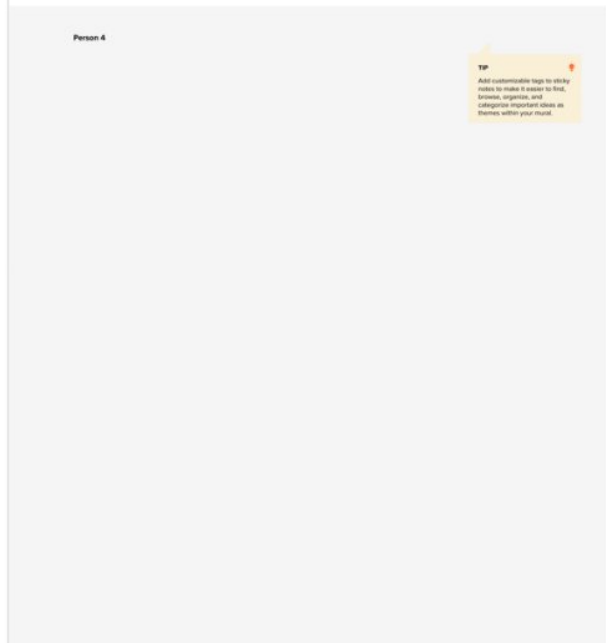 Person 4
TIP
Add customizable tags to sticky
notes to make it easier to find,
browse, organize, and
categorize important ideas as
themes within your mural.